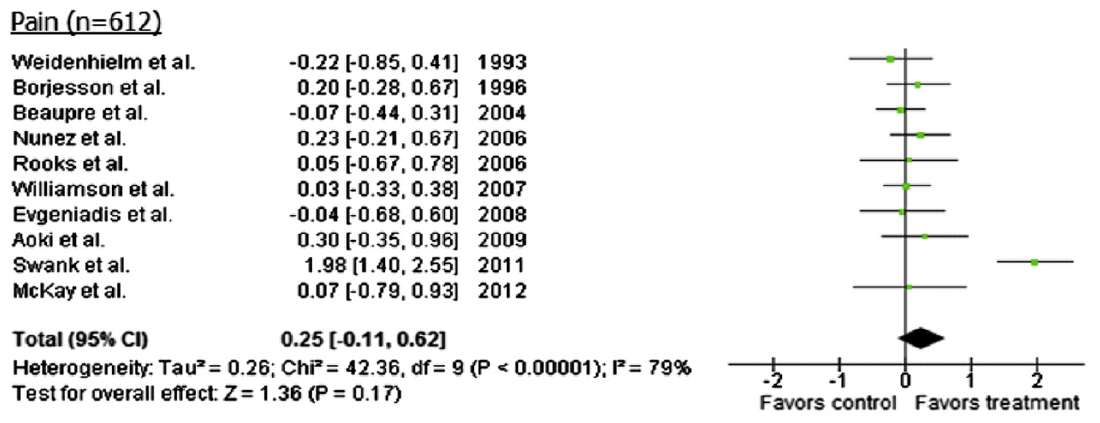 Pain (n=612)
Weidenhielm et al. -0.22 [-0.85, 0.41] 1993
Borjesson et al. 0.20 [-0.28, 0.67] 1996
Beaupre et al. -0.07 [-0.44, 0.31] 2004
Nunez et al. 0.23 [-0.21, 0.67] 2006
Rooks et al. 0.05 [-0.67, 0.78] 2006
Williamson et al. 0.03 [-0.33, 0.38] 2007
Evgeniadis et al. -0.04 [-0.68, 0.60] 2008
Aoki et al. 0.30 [-0.35, 0.96] 2009
Swank et al. 1.98 [1.40, 2.55] 2011
McKay et al. 0.07 [-0.79, 0.93] 2012
Total (95% CI) 0.25 [-0.11, 0.62]
Heterogeneity: Tau² = 0.26; Chi² = 42.36, df = 9 (P < 0.00001); I² = 79%
Test for overall effect: Z = 1.36 (P = 0.17)
-2 -1 0 1 2
Favors control Favors treatment